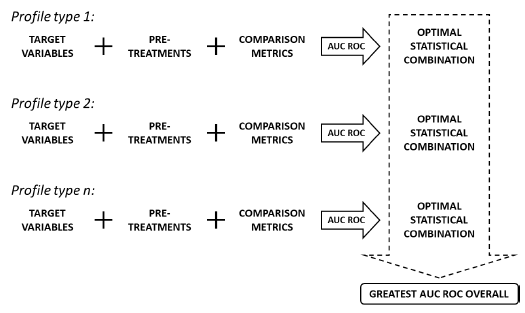 Profile type 1:
TARGET VARIABLES + PRE-TREATMENTS + COMPARISON METRICS AUC ROC OPTIMAL STATISTICAL COMBINATION
Profile type 2:
TARGET VARIABLES + PRE-TREATMENTS + COMPARISON METRICS AUC ROC OPTIMAL STATISTICAL COMBINATION
Profile type n:
TARGET VARIABLES + PRE-TREATMENTS + COMPARISON METRICS AUC ROC OPTIMAL STATISTICAL COMBINATION
GREATEST AUC ROC OVERALL